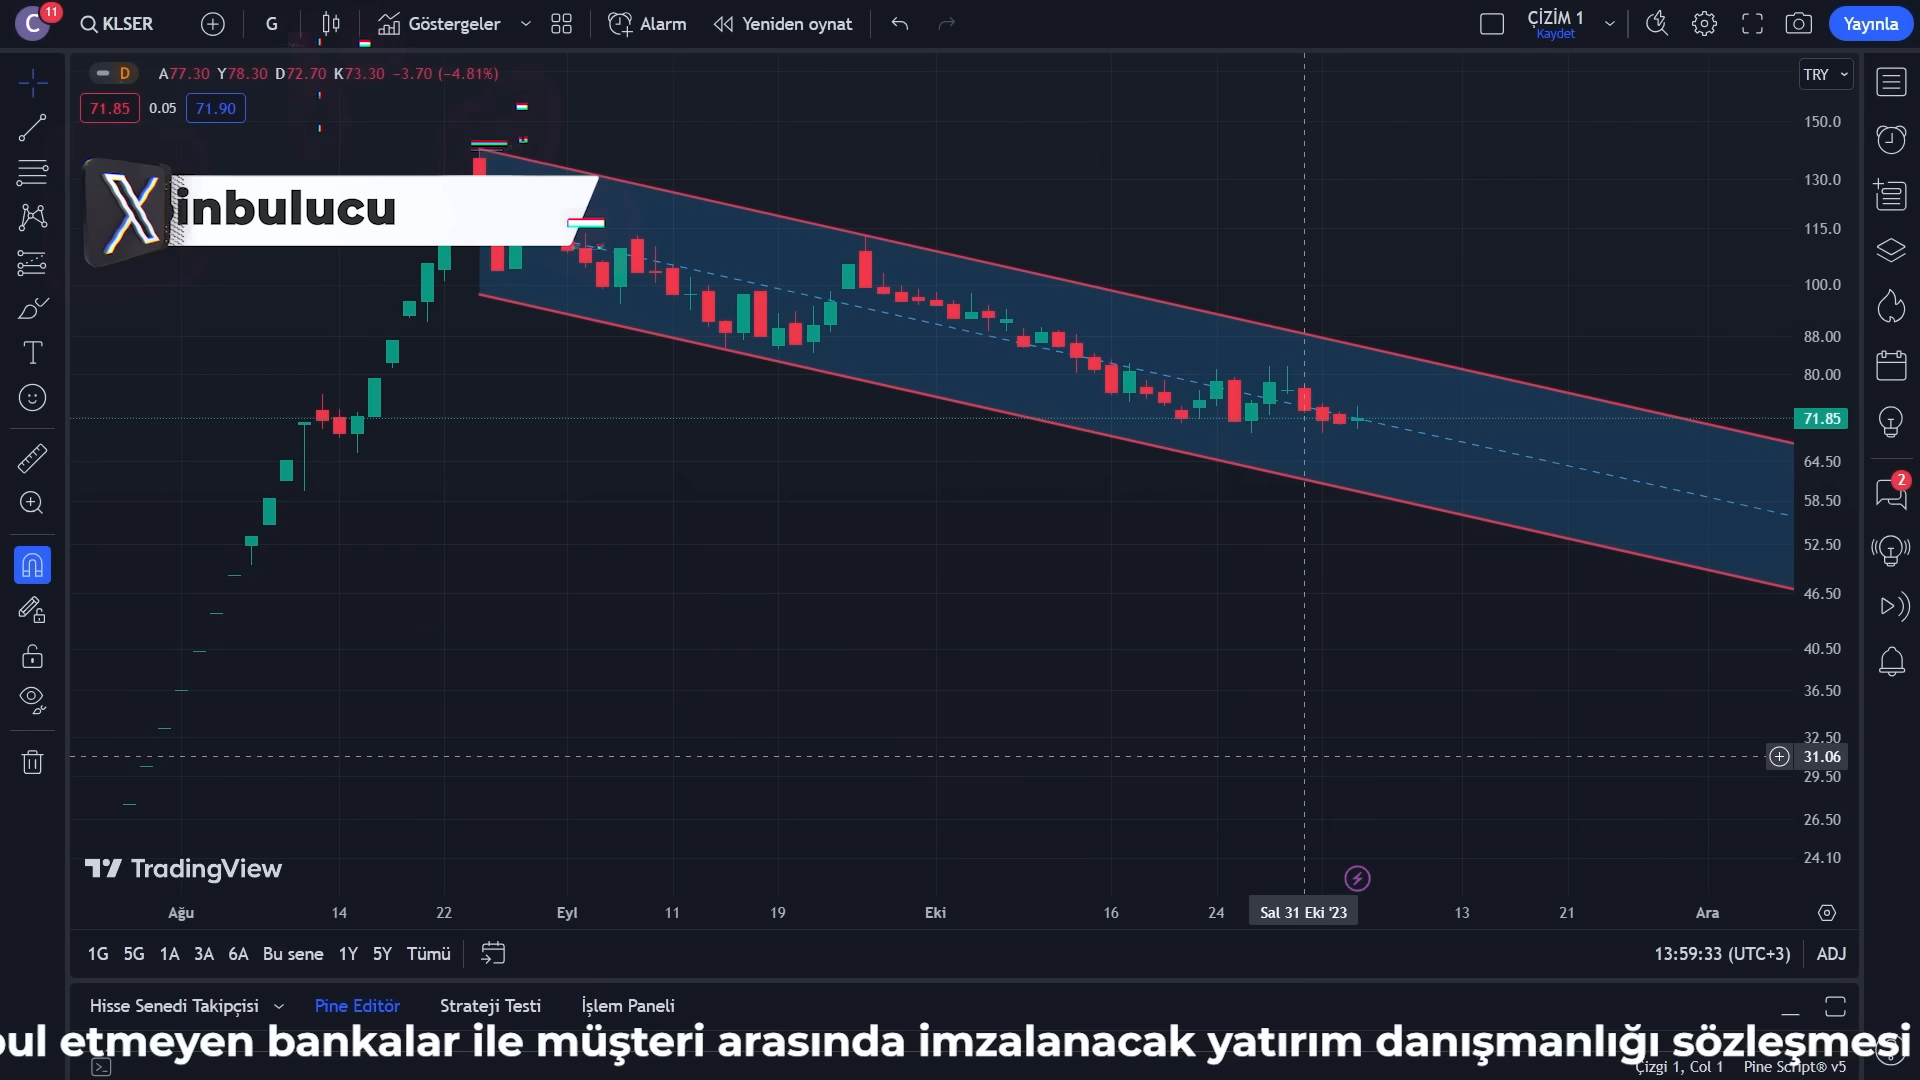 C 11 KLSER G Göstergeler Alarm Yeniden oynat ÇİZİM 1 Kaydet Yayınla
D A77.30 Y78.30 D72.70 K73.30 −3.70 (−4.81%) TRY
71.85 0.05 71.90
X inbulucu
150.0
130.0
115.0
100.0
88.00
80.00
71.85
64.50
58.50
52.50
46.50
40.50
36.50
32.50
31.06
29.50
26.50
24.10
2
TradingView
Ağu 14 22 Eyl 11 19 Eki 16 24 Sal 31 Eki '23 13 21 Ara
1G 5G 1A 3A 6A Bu sene 1Y 5Y Tümü 13:59:33 (UTC+3) ADJ
Hisse Senedi Takipçisi Pine Editör Strateji Testi İşlem Paneli
etmeyen bankalar ile müşteri arasında imzalanacak yatırım danışmanlığı sözleşmesi
Çizgi 1, Col 1 Pine Script® v5